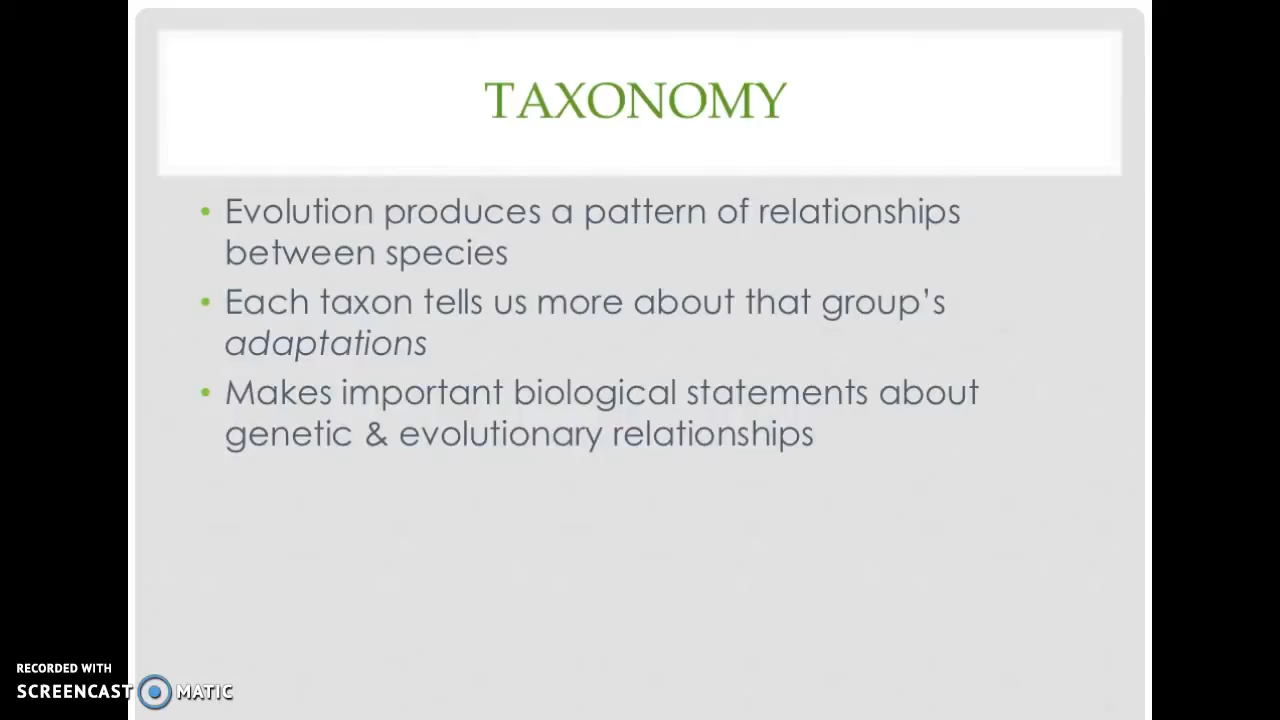 TAXONOMY
• Evolution produces a pattern of relationships
between species
• Each taxon tells us more about that group’s
adaptations
• Makes important biological statements about
genetic & evolutionary relationships
RECORDED WITH
SCREENCAST MATIC